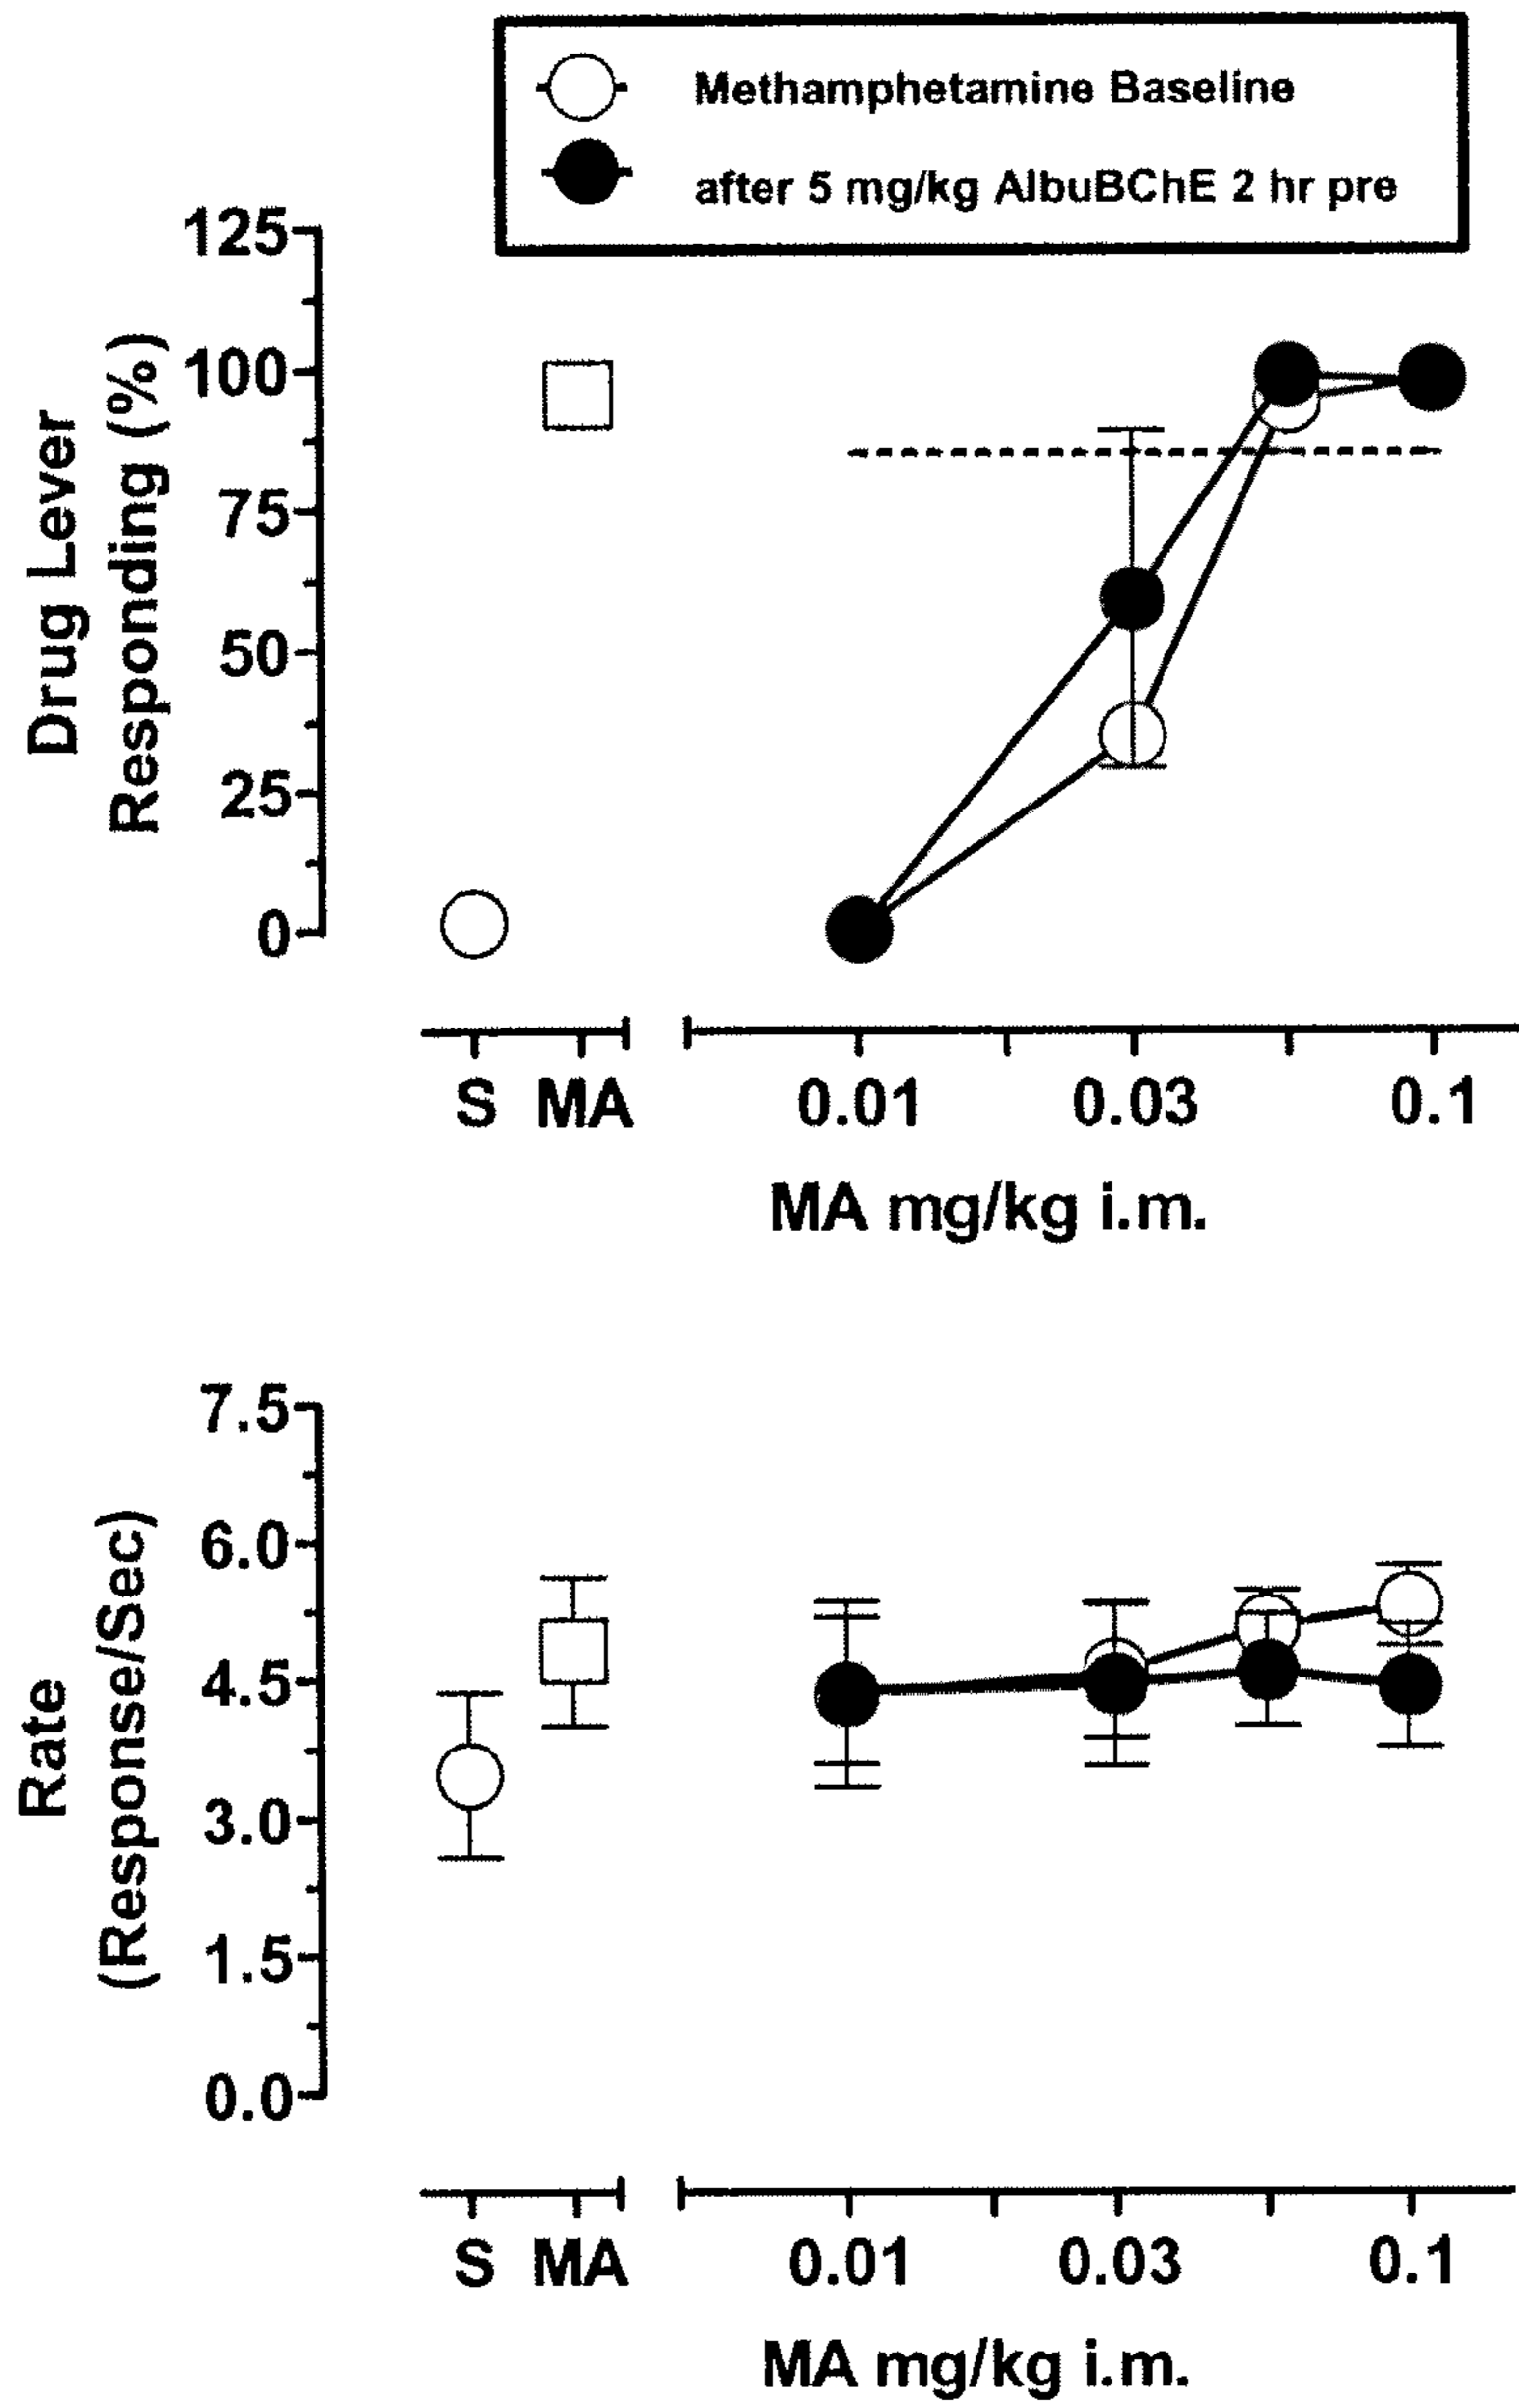 Methamphetamine Baseline
after 5 mg/kg AlbuBChE 2 hr pre
125
100
75
50
25
0
Drug Lever
Responding (%)
S MA 0.01 0.03 0.1
MA mg/kg i.m.
7.5
6.0
4.5
3.0
1.5
0.0
Rate
(Response/Sec)
S MA 0.01 0.03 0.1
MA mg/kg i.m.